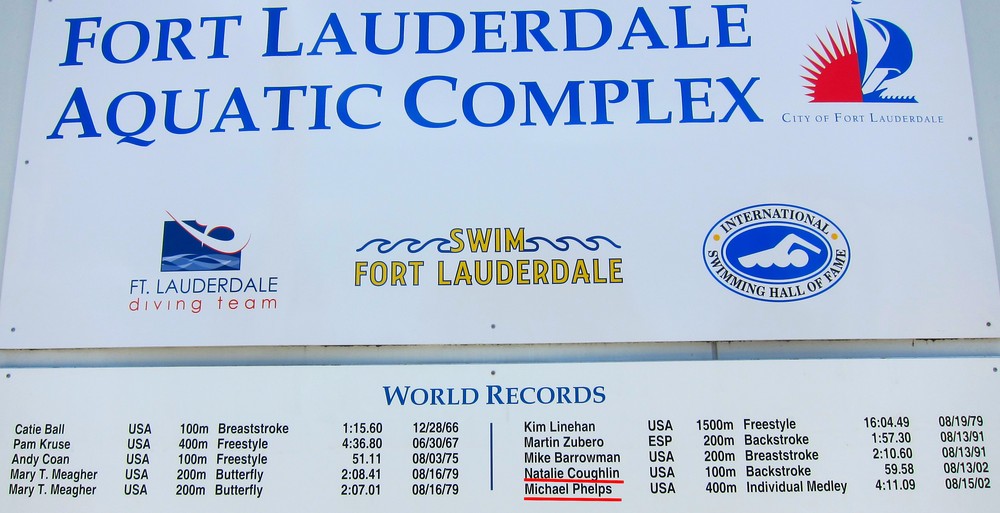 FORT LAUDERDALE
AQUATIC COMPLEX
CITY OF FORT LAUDERDALE
FT. LAUDERDALE
diving team
SWIM
FORT LAUDERDALE
INTERNATIONAL
SWIMMING HALL OF FAME
WORLD RECORDS
Catie Ball USA 100m Breaststroke 1:15.60 12/28/66
Pam Kruse USA 400m Freestyle 4:36.80 06/30/67
Andy Coan USA 100m Freestyle 51.11 08/03/75
Mary T. Meagher USA 200m Butterfly 2:08.41 08/16/79
Mary T. Meagher USA 200m Butterfly 2:07.01 08/16/79
Kim Linehan USA 1500m Freestyle 16:04.49 08/19/79
Martin Zubero ESP 200m Backstroke 1:57.30 08/13/91
Mike Barrowman USA 200m Breaststroke 2:10.60 08/13/91
Natalie Coughlin USA 100m Backstroke 59.58 08/13/02
Michael Phelps USA 400m Individual Medley 4:11.09 08/15/02